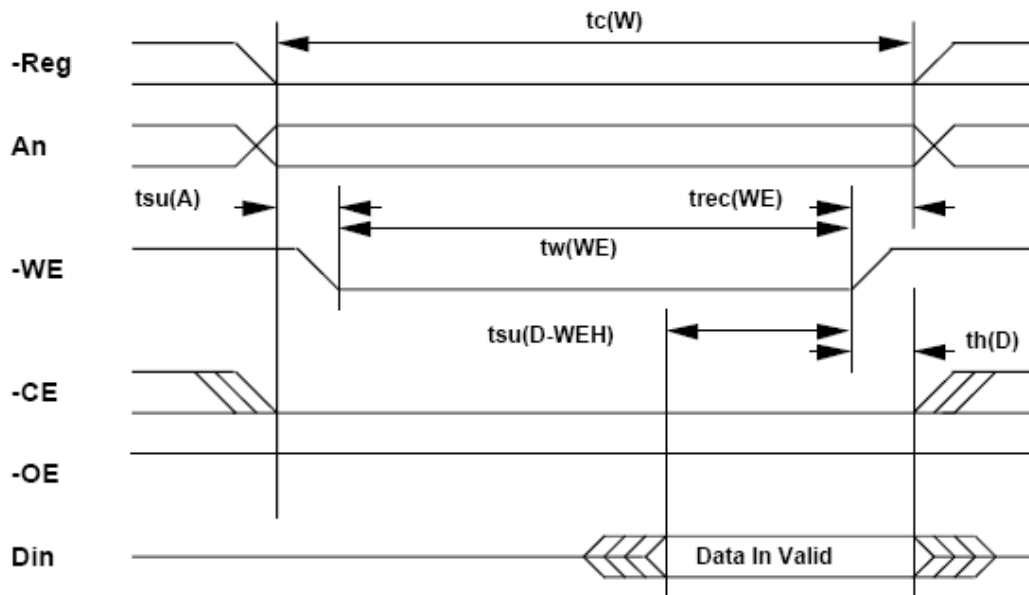 tc(W)
-Reg
An
tsu(A)
trec(WE)
tw(WE)
-WE
tsu(D-WEH)
th(D)
-CE
-OE
Din
Data In Valid